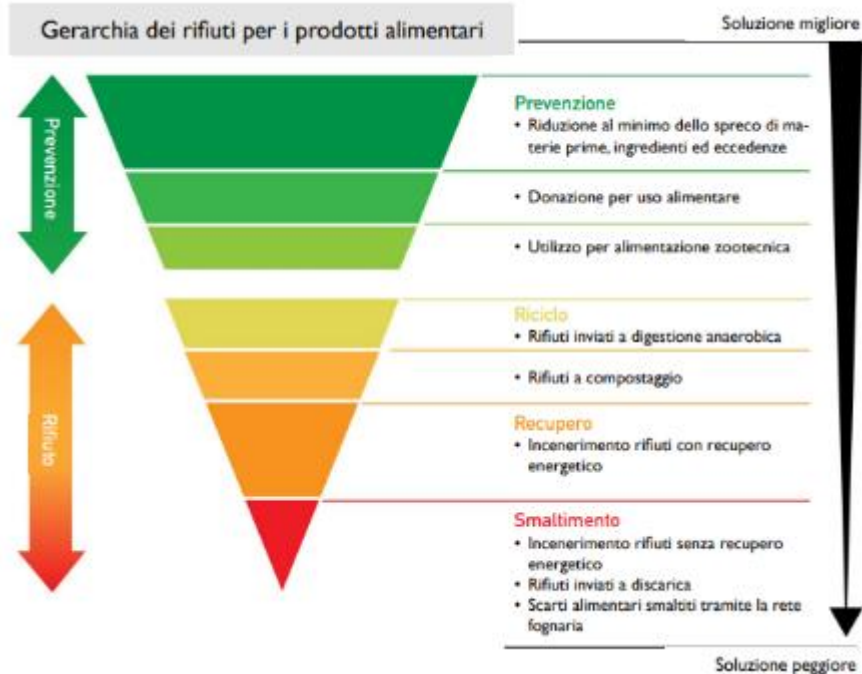 Gerarchia dei rifiuti per i prodotti alimentari
Soluzione migliore
Prevenzione
Prevenzione
• Riduzione al minimo dello spreco di ma-
terie prime, ingredienti ed eccedenze
• Donazione per uso alimentare
• Utilizzo per alimentazione zootecnica
Rifiuto
Riciclo
• Rifiuti inviati a digestione anaerobica
• Rifiuti a compostaggio
Recupero
• Incenerimento rifiuti con recupero
energetico
Smaltimento
• Incenerimento rifiuti senza recupero
energetico
• Rifiuti inviati a discarica
• Scarti alimentari smaltiti tramite la rete
fognaria
Soluzione peggiore